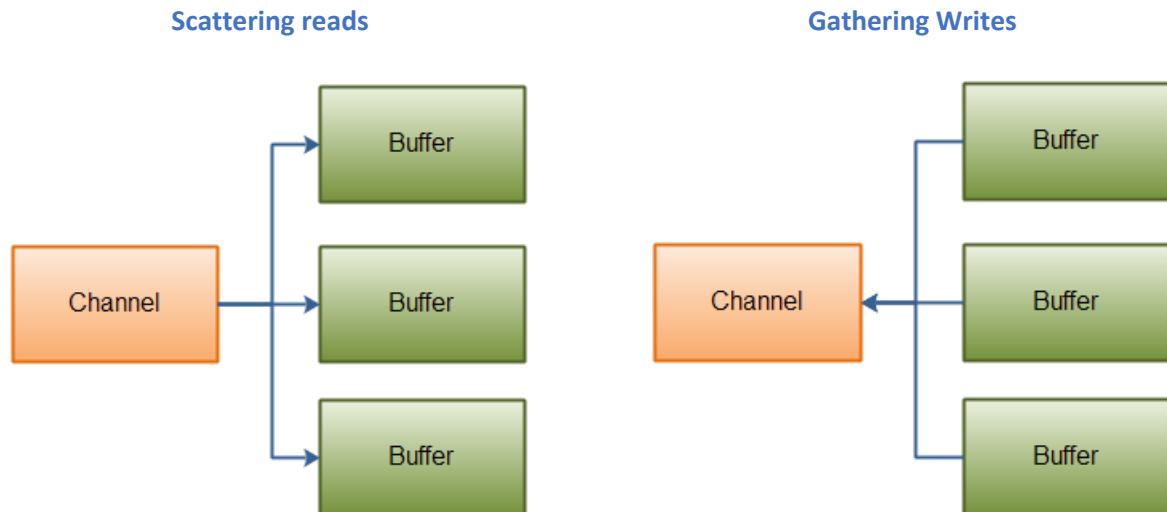 Scattering reads
Gathering Writes
Buffer
Buffer
Channel
Buffer
Channel
Buffer
Buffer
Buffer